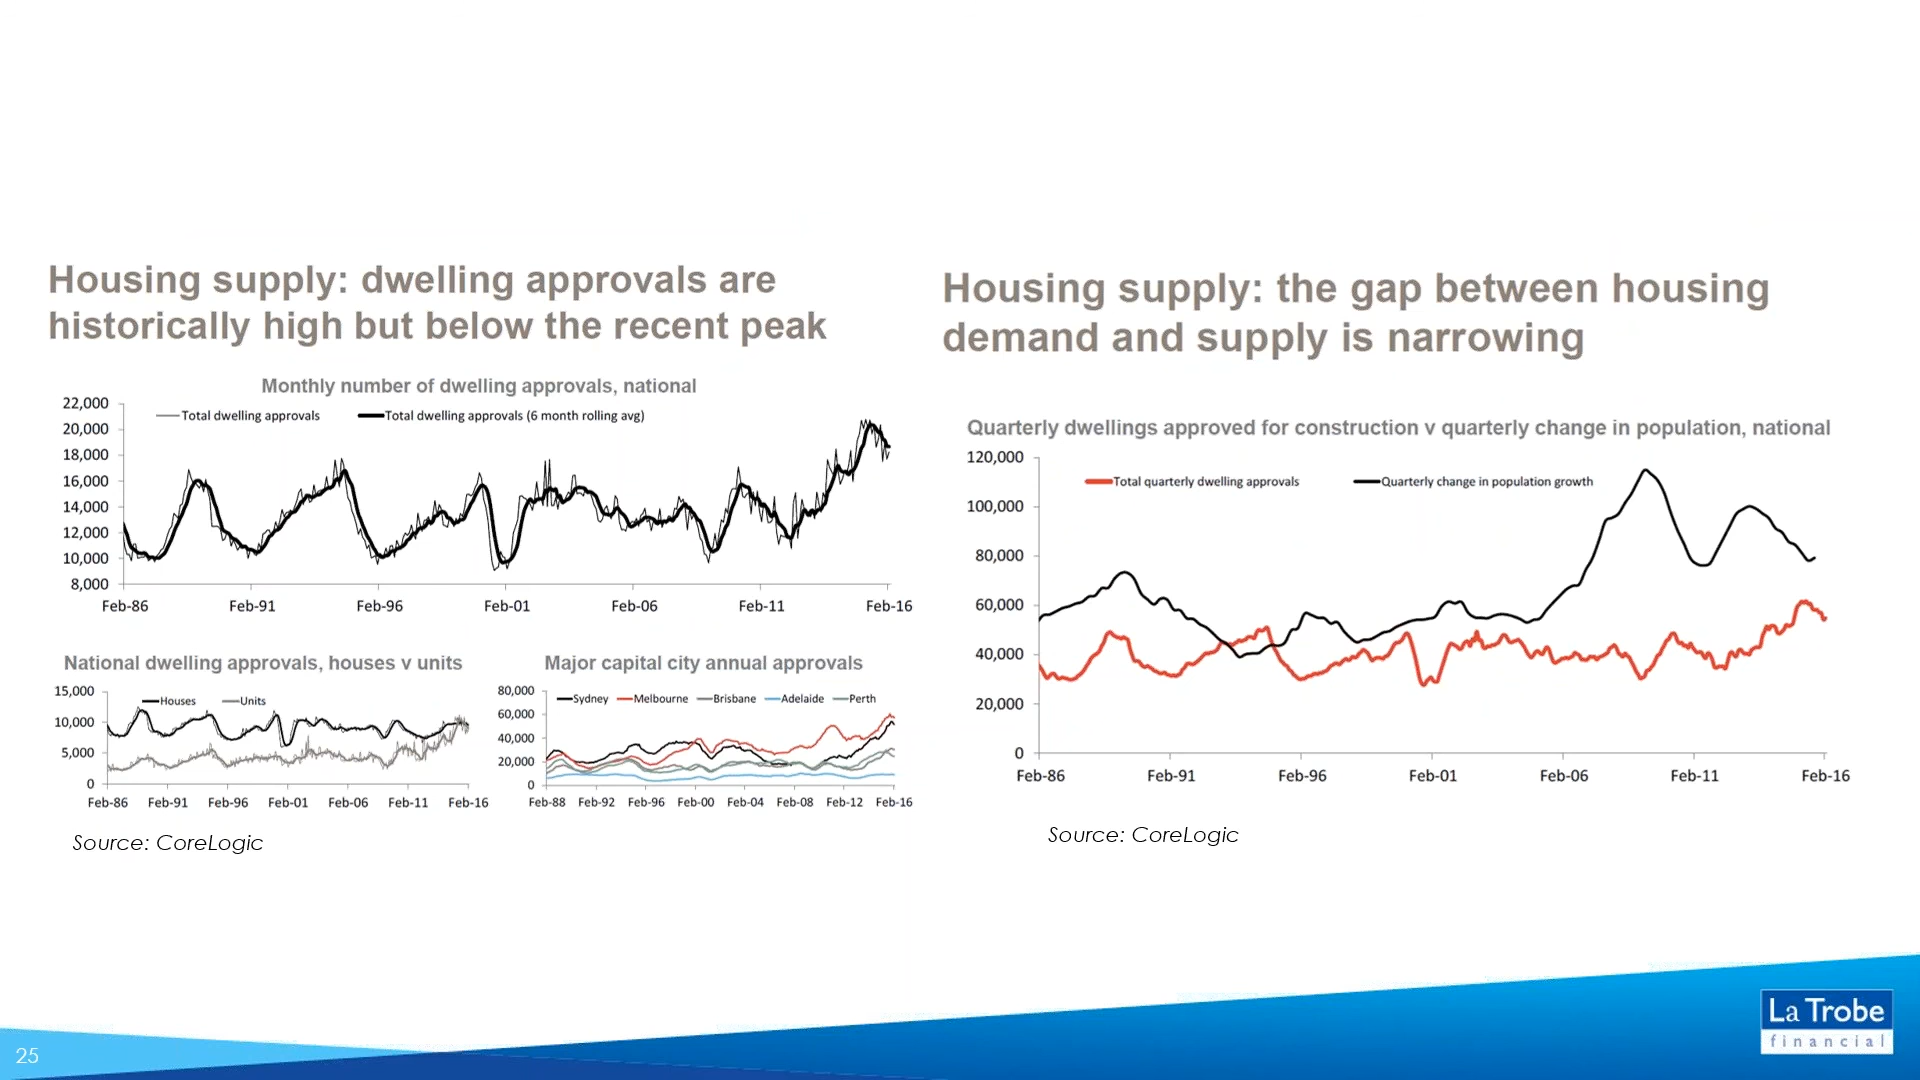 Housing supply: dwelling approvals are
historically high but below the recent peak
Monthly number of dwelling approvals, national
Total dwelling approvals
Total dwelling approvals (6 month rolling avg)
22,000
20,000
18,000
16,000
14,000
12,000
10,000
8,000
Feb-86 Feb-91 Feb-96 Feb-01 Feb-06 Feb-11 Feb-16
National dwelling approvals, houses v units
Houses Units
15,000
10,000
5,000
0
Feb-86 Feb-91 Feb-96 Feb-01 Feb-06 Feb-11 Feb-16
Major capital city annual approvals
Sydney Melbourne Brisbane Adelaide Perth
80,000
60,000
40,000
20,000
0
Feb-88 Feb-92 Feb-96 Feb-00 Feb-04 Feb-08 Feb-12 Feb-16
Source: CoreLogic
Housing supply: the gap between housing
demand and supply is narrowing
Quarterly dwellings approved for construction v quarterly change in population, national
Total quarterly dwelling approvals
Quarterly change in population growth
120,000
100,000
80,000
60,000
40,000
20,000
0
Feb-86 Feb-91 Feb-96 Feb-01 Feb-06 Feb-11 Feb-16
Source: CoreLogic
25
La Trobe
financial